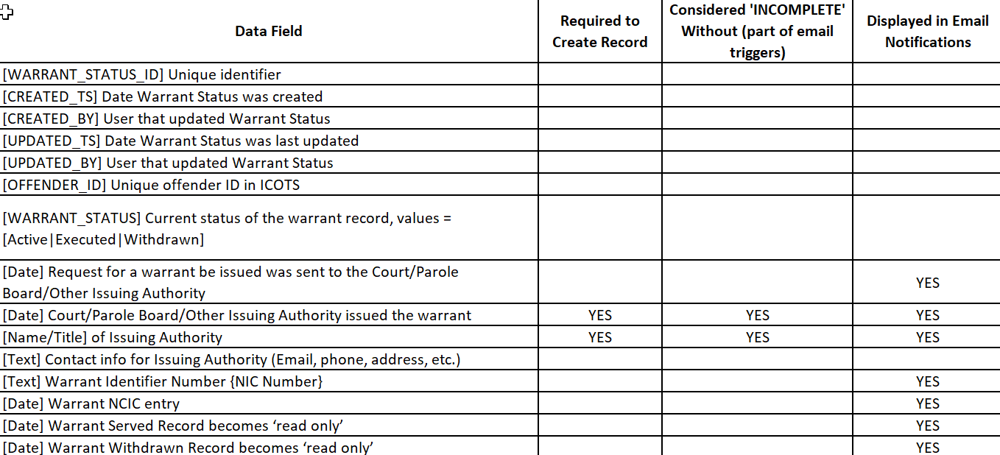 Data Field
Required to
Create Record
Considered 'INCOMPLETE'
Without (part of email
triggers)
Displayed in Email
Notifications
[WARRANT_STATUS_ID] Unique identifier
[CREATED_TS] Date Warrant Status was created
[CREATED_BY] User that updated Warrant Status
[UPDATED_TS] Date Warrant Status was last updated
[UPDATED_BY] User that updated Warrant Status
[OFFENDER_ID] Unique offender ID in ICOTS
[WARRANT_STATUS] Current status of the warrant record, values =
[Active|Executed|Withdrawn]
[Date] Request for a warrant be issued was sent to the Court/Parole
Board/Other Issuing Authority
YES
[Date] Court/Parole Board/Other Issuing Authority issued the warrant YES YES YES
[Name/Title] of Issuing Authority YES YES YES
[Text] Contact info for Issuing Authority (Email, phone, address, etc.)
[Text] Warrant Identifier Number {NIC Number} YES
[Date] Warrant NCIC entry YES
[Date] Warrant Served Record becomes ‘read only’ YES
[Date] Warrant Withdrawn Record becomes ‘read only’ YES